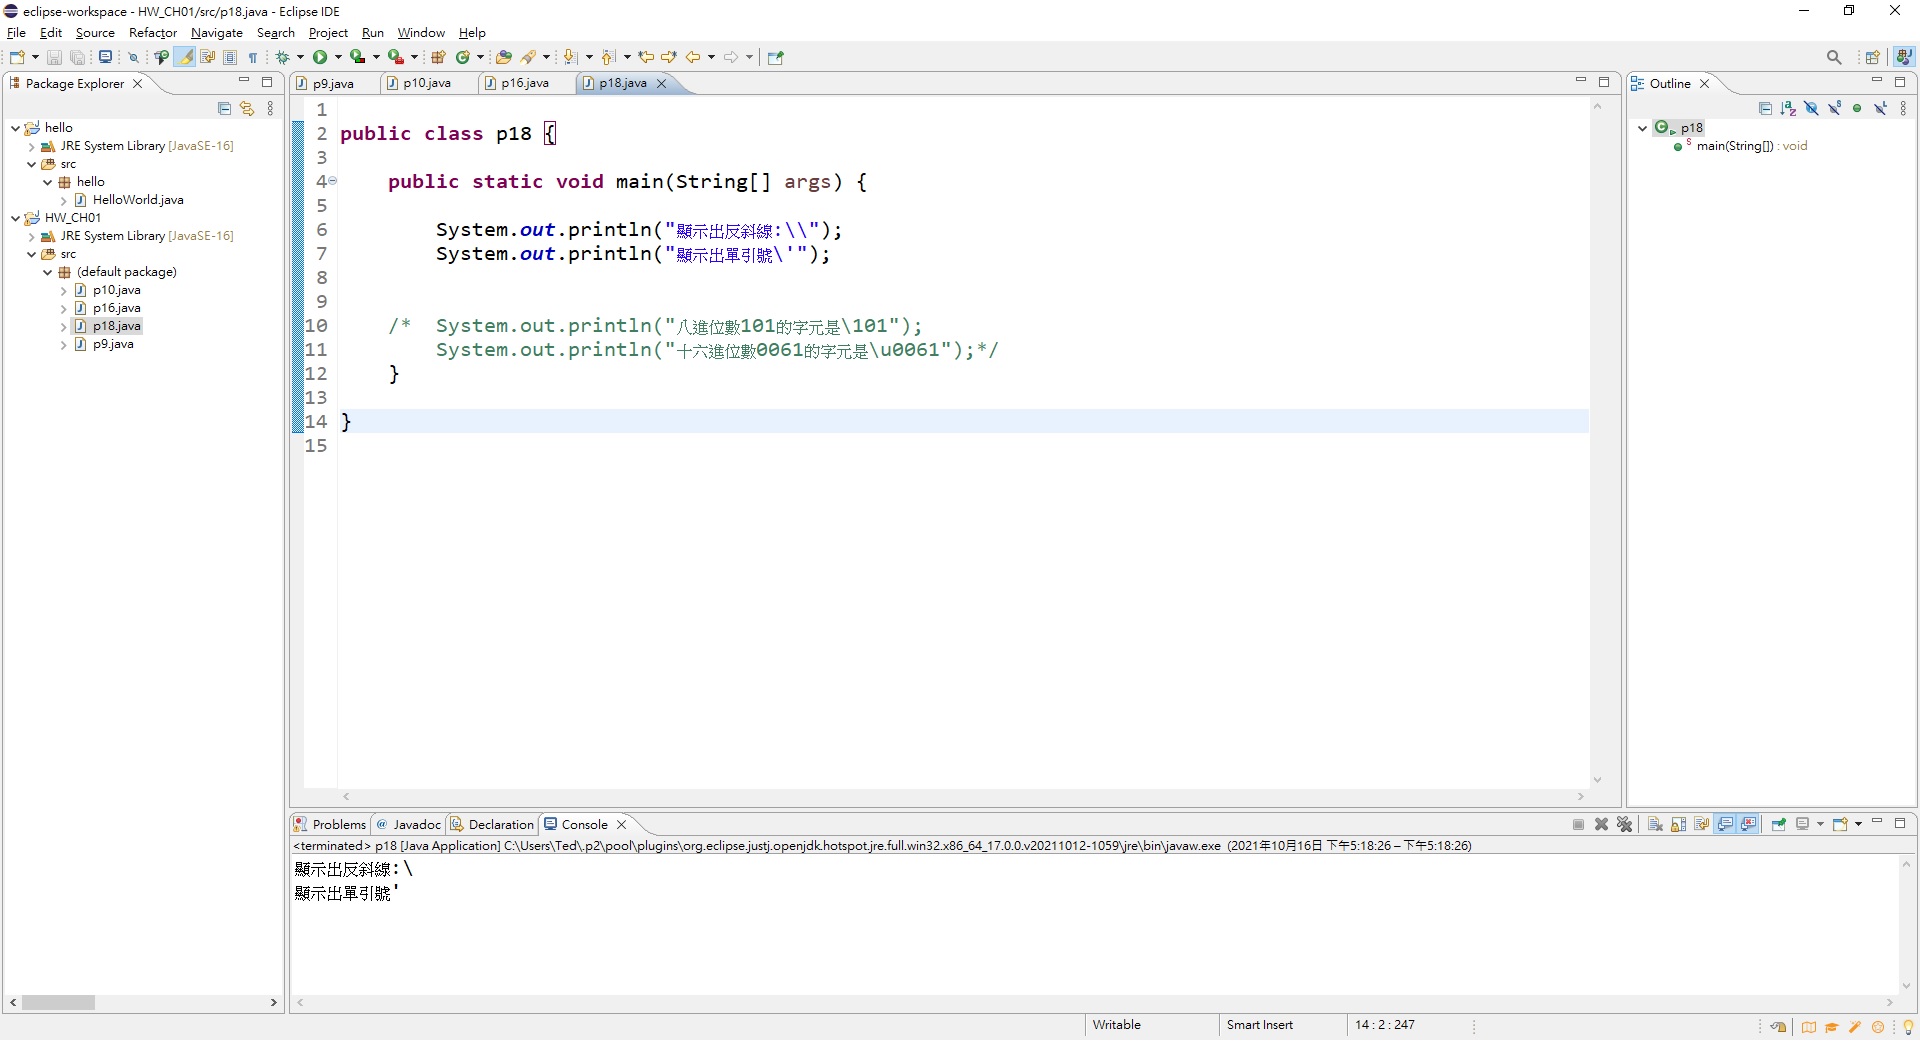 eclipse-workspace - HW_CH01/src/p18.java - Eclipse IDE
File Edit Source Refactor Navigate Search Project Run Window Help
Package Explorer
hello
JRE System Library [JavaSE-16]
src
hello
HelloWorld.java
HW_CH01
JRE System Library [JavaSE-16]
src
(default package)
p10.java
p16.java
p18.java
p9.java
p9.java p10.java p16.java p18.java
1
2 public class p18 {
3
4 public static void main(String[] args) {
5
6 System.out.println("顯示出反斜線:\\");
7 System.out.println("顯示出單引號\'");
8
9
10 /* System.out.println("八進位數101的字元是\101");
11 System.out.println("十六進位數0061的字元是\u0061");*/
12 }
13
14 }
15
Outline
p18
main(String[]) : void
Problems Javadoc Declaration Console
<terminated> p18 [Java Application] C:\Users\Ted\.p2\pool\plugins\org.eclipse.justj.openjdk.hotspot.jre.full.win32.x86_64_17.0.0.v20211012-1059\jre\bin\javaw.exe (2021年10月16日 下午5:18:26 – 下午5:18:26)
顯示出反斜線:\
顯示出單引號'
Writable Smart Insert 14 : 2 : 247